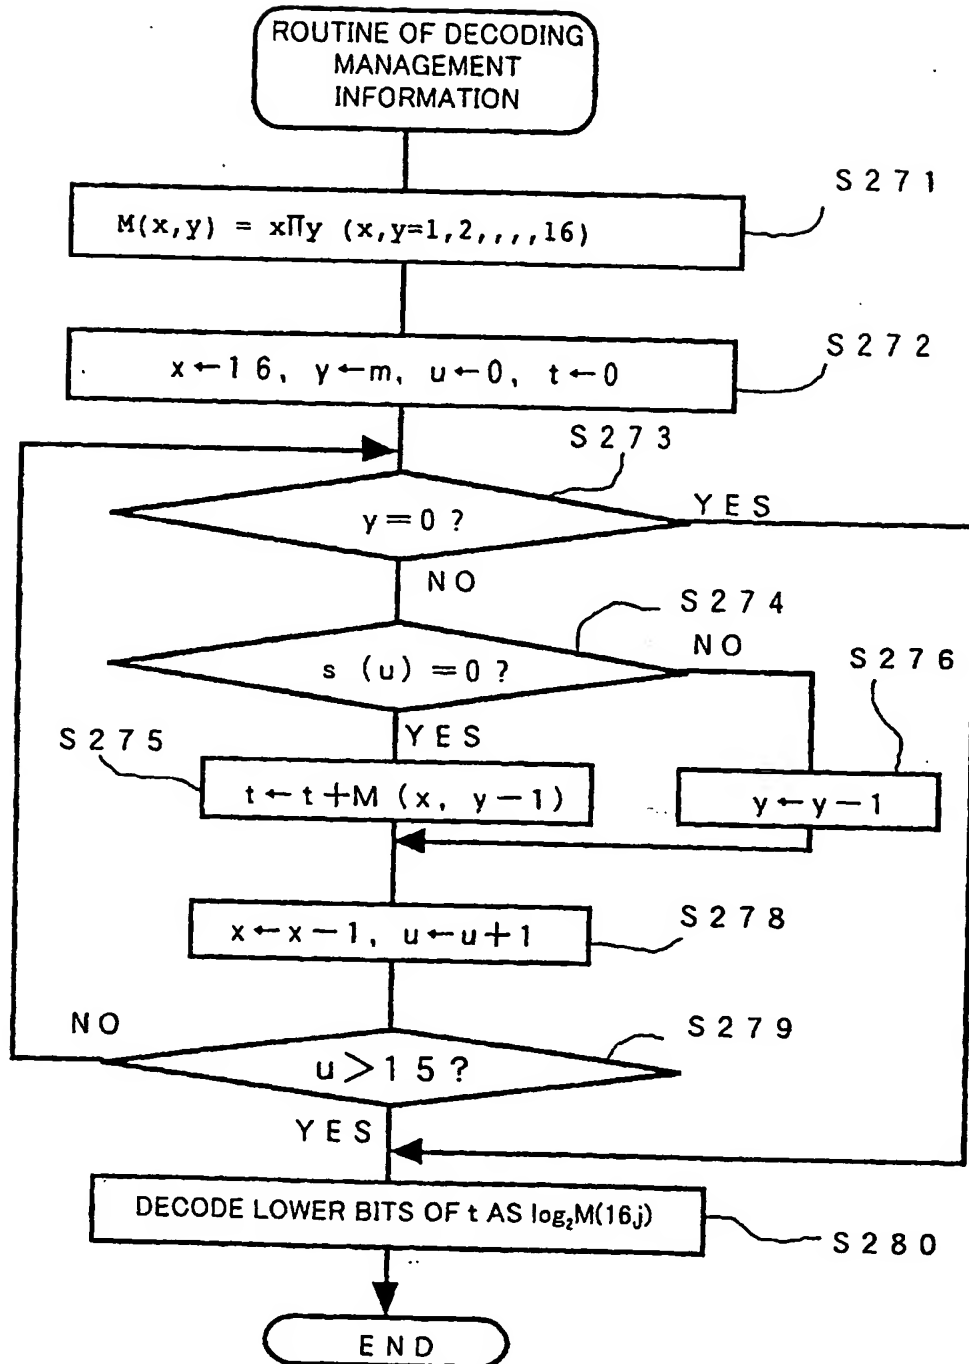 ROUTINE OF DECODING
MANAGEMENT
INFORMATION
S271
M(x,y) = xΠy (x,y=1,2,,,,16)
S272
x←16, y←m, u←0, t←0
S273
y=0?
YES
NO
S274
s (u) =0?
NO
S276
YES
S275
t←t+M (x, y−1)
y←y−1
S278
x←x−1, u←u+1
NO
S279
u>15?
YES
DECODE LOWER BITS OF t AS log₂M(16,j)
S280
END